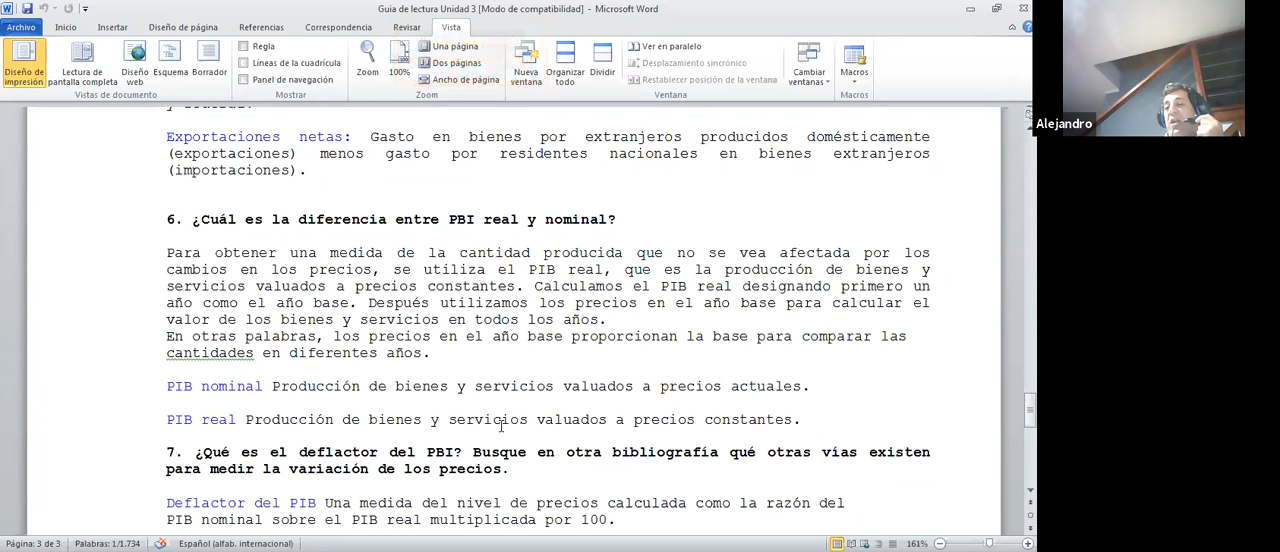 Guia de lectura Unidad 3 [Modo de compatibilidad] - Microsoft Word
Archivo Inicio Insertar Diseño de página Referencias Correspondencia Revisar Vista
Diseño de impresión
Lectura de pantalla completa
Diseño web
Esquema
Borrador
Vistas de documento
Regla
Líneas de la cuadrícula
Panel de navegación
Mostrar
Zoom
100%
Una página
Dos páginas
Ancho de página
Zoom
Nueva ventana
Organizar todo
Dividir
Ver en paralelo
Desplazamiento sincrónico
Restablecer posición de la ventana
Ventana
Cambiar ventanas
Macros
Macros
Alejandro
Exportaciones netas: Gasto en bienes por extranjeros producidos domésticamente
(exportaciones) menos gasto por residentes nacionales en bienes extranjeros
(importaciones).
6. ¿Cuál es la diferencia entre PBI real y nominal?
Para obtener una medida de la cantidad producida que no se vea afectada por los
cambios en los precios, se utiliza el PIB real, que es la producción de bienes y
servicios valuados a precios constantes. Calculamos el PIB real designando primero un
año como el año base. Después utilizamos los precios en el año base para calcular el
valor de los bienes y servicios en todos los años.
En otras palabras, los precios en el año base proporcionan la base para comparar las
cantidades en diferentes años.
PIB nominal Producción de bienes y servicios valuados a precios actuales.
PIB real Producción de bienes y servicios valuados a precios constantes.
7. ¿Qué es el deflactor del PBI? Busque en otra bibliografía qué otras vías existen
para medir la variación de los precios.
Deflactor del PIB Una medida del nivel de precios calculada como la razón del
PIB nominal sobre el PIB real multiplicada por 100.
Página: 3 de 3 Palabras: 1/1.734 Español (alfab. internacional) 161%